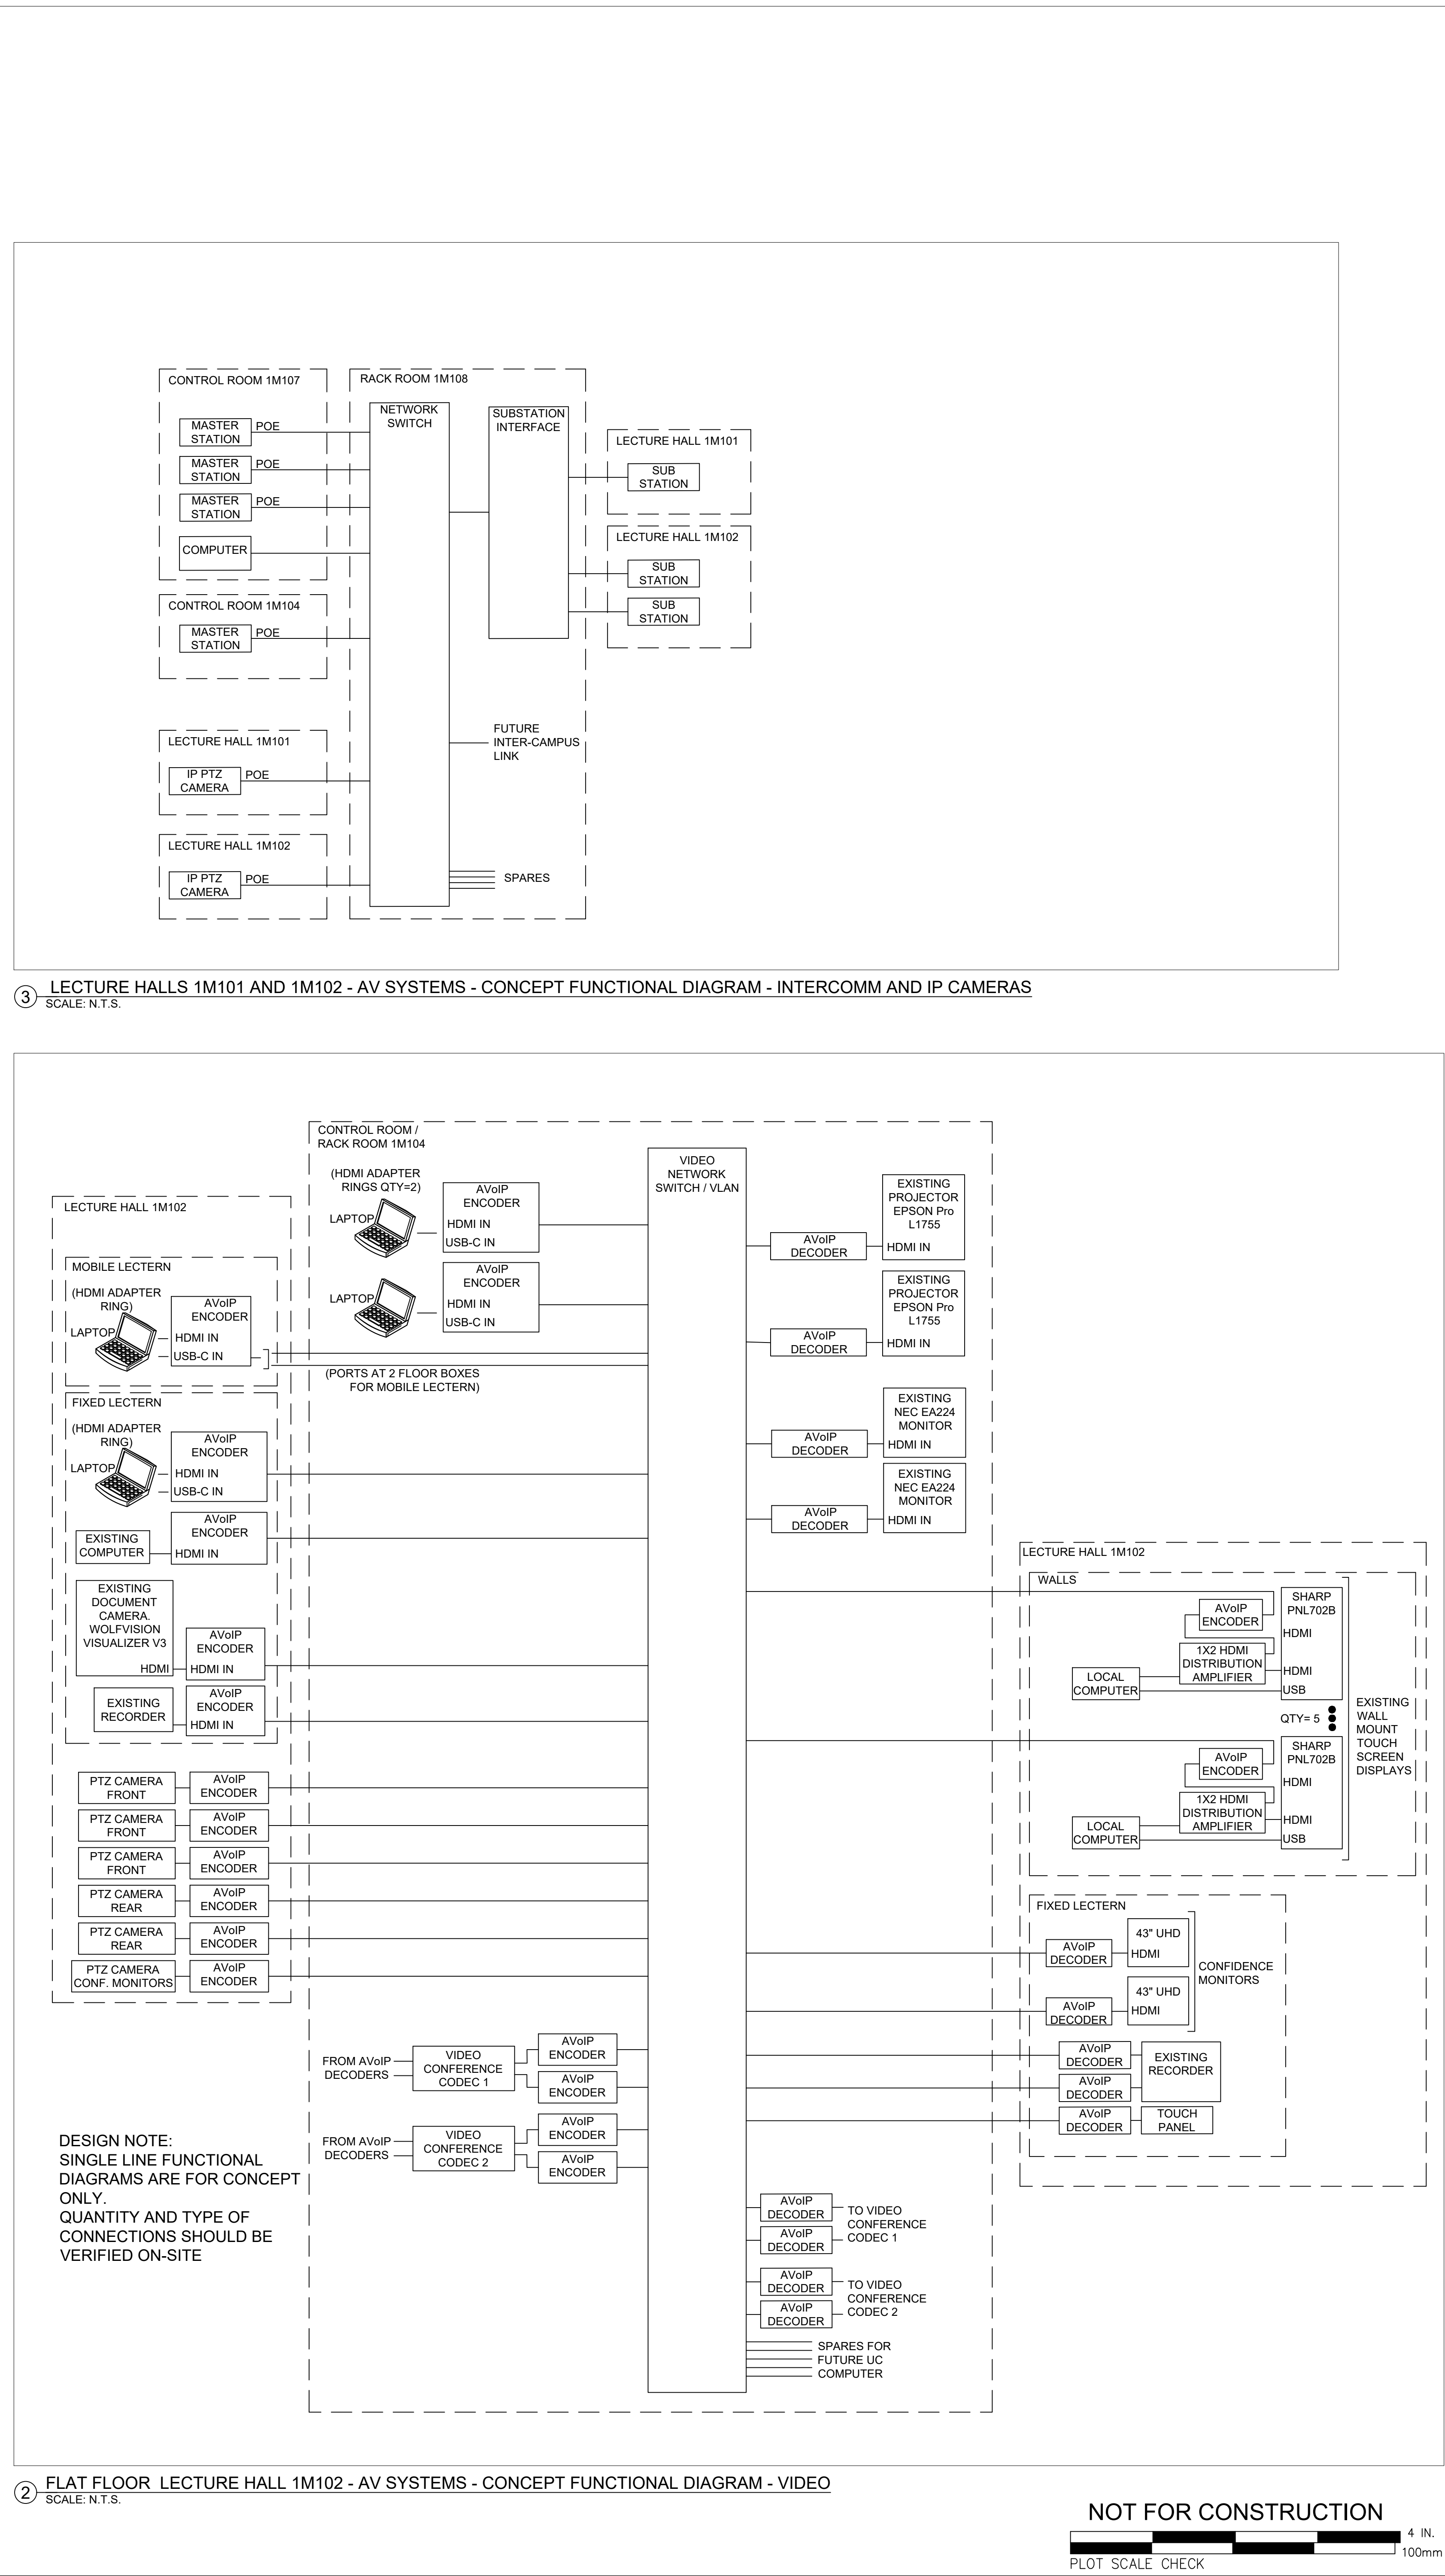 CONTROL ROOM 1M107
MASTER
STATION
POE
MASTER
STATION
POE
MASTER
STATION
POE
COMPUTER
CONTROL ROOM 1M104
MASTER
STATION
POE
LECTURE HALL 1M101
IP PTZ
CAMERA
POE
LECTURE HALL 1M102
IP PTZ
CAMERA
POE
RACK ROOM 1M108
NETWORK
SWITCH
SUBSTATION
INTERFACE
FUTURE
INTER-CAMPUS
LINK
SPARES
LECTURE HALL 1M101
SUB
STATION
LECTURE HALL 1M102
SUB
STATION
SUB
STATION
3
LECTURE HALLS 1M101 AND 1M102 - AV SYSTEMS - CONCEPT FUNCTIONAL DIAGRAM - INTERCOMM AND IP CAMERAS
SCALE: N.T.S.
LECTURE HALL 1M102
MOBILE LECTERN
(HDMI ADAPTER
RING)
LAPTOP
AVoIP
ENCODER
HDMI IN
USB-C IN
FIXED LECTERN
(HDMI ADAPTER
RING)
LAPTOP
AVoIP
ENCODER
HDMI IN
USB-C IN
EXISTING
COMPUTER
AVoIP
ENCODER
HDMI IN
EXISTING
DOCUMENT
CAMERA.
WOLFVISION
VISUALIZER V3
HDMI
AVoIP
ENCODER
HDMI IN
EXISTING
RECORDER
AVoIP
ENCODER
HDMI IN
PTZ CAMERA
FRONT
AVoIP
ENCODER
PTZ CAMERA
FRONT
AVoIP
ENCODER
PTZ CAMERA
FRONT
AVoIP
ENCODER
PTZ CAMERA
REAR
AVoIP
ENCODER
PTZ CAMERA
REAR
AVoIP
ENCODER
PTZ CAMERA
CONF. MONITORS
AVoIP
ENCODER
DESIGN NOTE:
SINGLE LINE FUNCTIONAL
DIAGRAMS ARE FOR CONCEPT
ONLY.
QUANTITY AND TYPE OF
CONNECTIONS SHOULD BE
VERIFIED ON-SITE
CONTROL ROOM /
RACK ROOM 1M104
(HDMI ADAPTER
RINGS QTY=2)
LAPTOP
AVoIP
ENCODER
HDMI IN
USB-C IN
LAPTOP
AVoIP
ENCODER
HDMI IN
USB-C IN
(PORTS AT 2 FLOOR BOXES
FOR MOBILE LECTERN)
FROM AVoIP
DECODERS
VIDEO
CONFERENCE
CODEC 1
AVoIP
ENCODER
AVoIP
ENCODER
FROM AVoIP
DECODERS
VIDEO
CONFERENCE
CODEC 2
AVoIP
ENCODER
AVoIP
ENCODER
VIDEO
NETWORK
SWITCH / VLAN
AVoIP
DECODER
EXISTING
PROJECTOR
EPSON Pro
L1755
HDMI IN
AVoIP
DECODER
EXISTING
PROJECTOR
EPSON Pro
L1755
HDMI IN
AVoIP
DECODER
EXISTING
NEC EA224
MONITOR
HDMI IN
AVoIP
DECODER
EXISTING
NEC EA224
MONITOR
HDMI IN
AVoIP
DECODER
AVoIP
DECODER
TO VIDEO
CONFERENCE
CODEC 1
AVoIP
DECODER
AVoIP
DECODER
TO VIDEO
CONFERENCE
CODEC 2
SPARES FOR
FUTURE UC
COMPUTER
LECTURE HALL 1M102
WALLS
AVoIP
ENCODER
1X2 HDMI
DISTRIBUTION
AMPLIFIER
LOCAL
COMPUTER
SHARP
PNL702B
HDMI
HDMI
USB
QTY= 5
AVoIP
ENCODER
1X2 HDMI
DISTRIBUTION
AMPLIFIER
LOCAL
COMPUTER
SHARP
PNL702B
HDMI
HDMI
USB
EXISTING
WALL
MOUNT
TOUCH
SCREEN
DISPLAYS
FIXED LECTERN
AVoIP
DECODER
43" UHD
HDMI
AVoIP
DECODER
43" UHD
HDMI
CONFIDENCE
MONITORS
AVoIP
DECODER
AVoIP
DECODER
EXISTING
RECORDER
AVoIP
DECODER
TOUCH
PANEL
2
FLAT FLOOR LECTURE HALL 1M102 - AV SYSTEMS - CONCEPT FUNCTIONAL DIAGRAM - VIDEO
SCALE: N.T.S.
NOT FOR CONSTRUCTION
4 IN.
100mm
PLOT SCALE CHECK